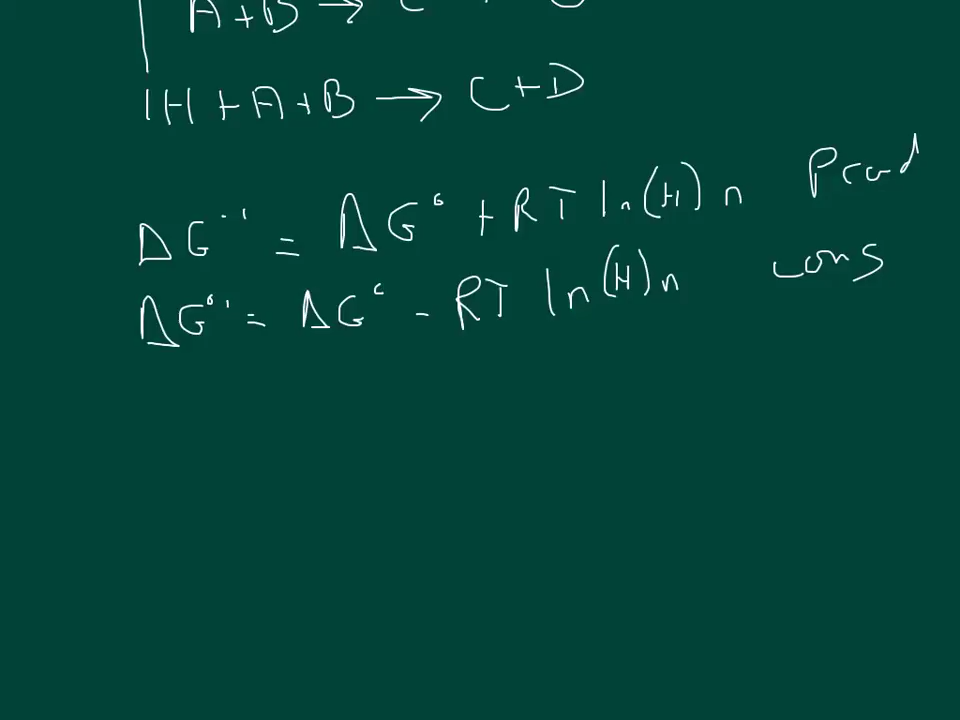 A+B → C
1H + A+B → C+D
ΔG°' = ΔG° + RT ln(H)n Prod
ΔG°' = ΔG° - RT ln(H)n cons